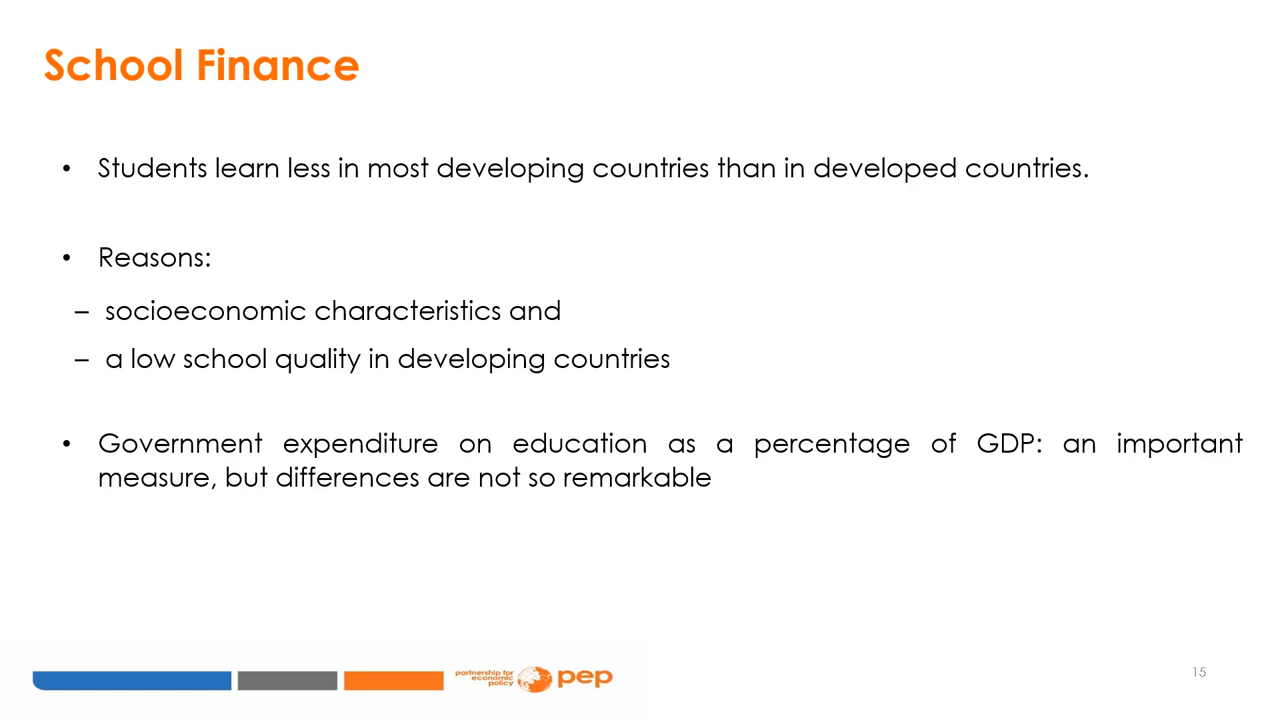 School Finance
• Students learn less in most developing countries than in developed countries.
• Reasons:
– socioeconomic characteristics and
– a low school quality in developing countries
• Government expenditure on education as a percentage of GDP: an important
measure, but differences are not so remarkable
partnership for
economic
policy
pep
15